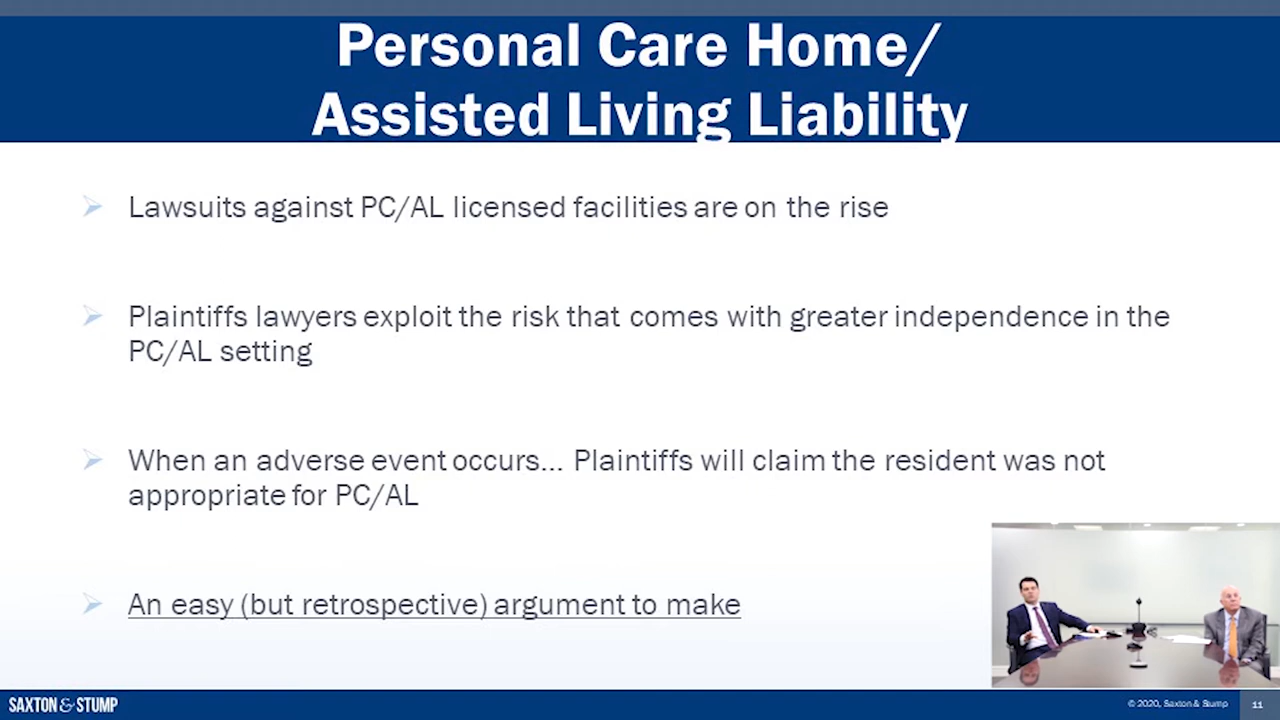 Personal Care Home/
Assisted Living Liability
Lawsuits against PC/AL licensed facilities are on the rise
Plaintiffs lawyers exploit the risk that comes with greater independence in the
PC/AL setting
When an adverse event occurs... Plaintiffs will claim the resident was not
appropriate for PC/AL
An easy (but retrospective) argument to make
SAXTON & STUMP
© 2020, Saxton & Stump
11